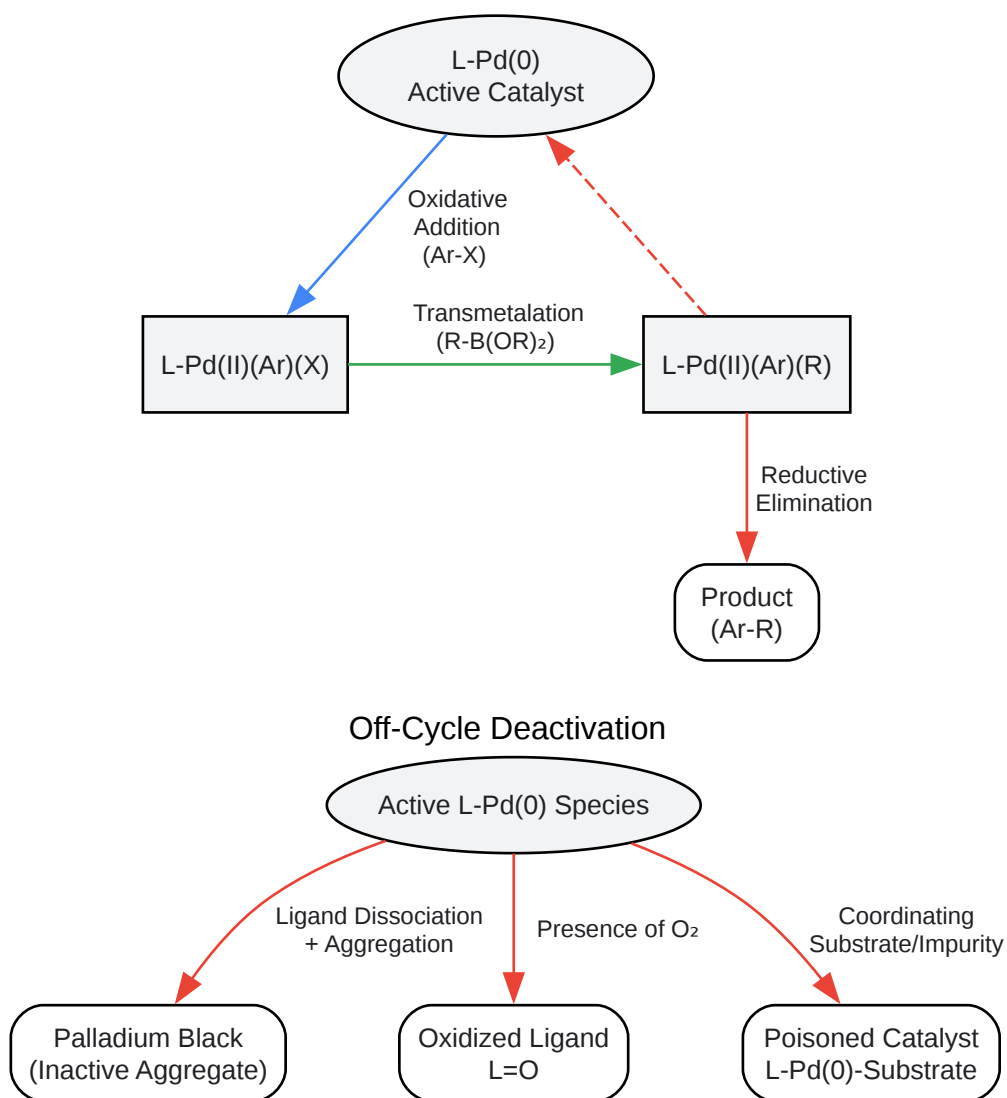 L-Pd(0)
Active Catalyst
Oxidative
Addition
(Ar-X)
Transmetalation
(R-B(OR)₂)
L-Pd(II)(Ar)(X)
L-Pd(II)(Ar)(R)
Reductive
Elimination
Product
(Ar-R)
Off-Cycle Deactivation
Active L-Pd(0) Species
Ligand Dissociation
+ Aggregation
Presence of O₂
Coordinating
Substrate/Impurity
Palladium Black
(Inactive Aggregate)
Oxidized Ligand
L=O
Poisoned Catalyst
L-Pd(0)-Substrate